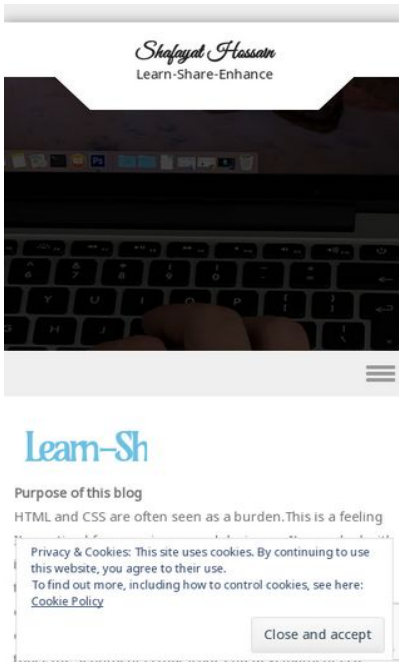 Shafayat Hossain
Learn-Share-Enhance
Learn-Sh
Purpose of this blog
HTML and CSS are often seen as a burden.This is a feeling
Privacy & Cookies: This site uses cookies. By continuing to use
this website, you agree to their use.
To find out more, including how to control cookies, see here:
Cookie Policy
Close and accept